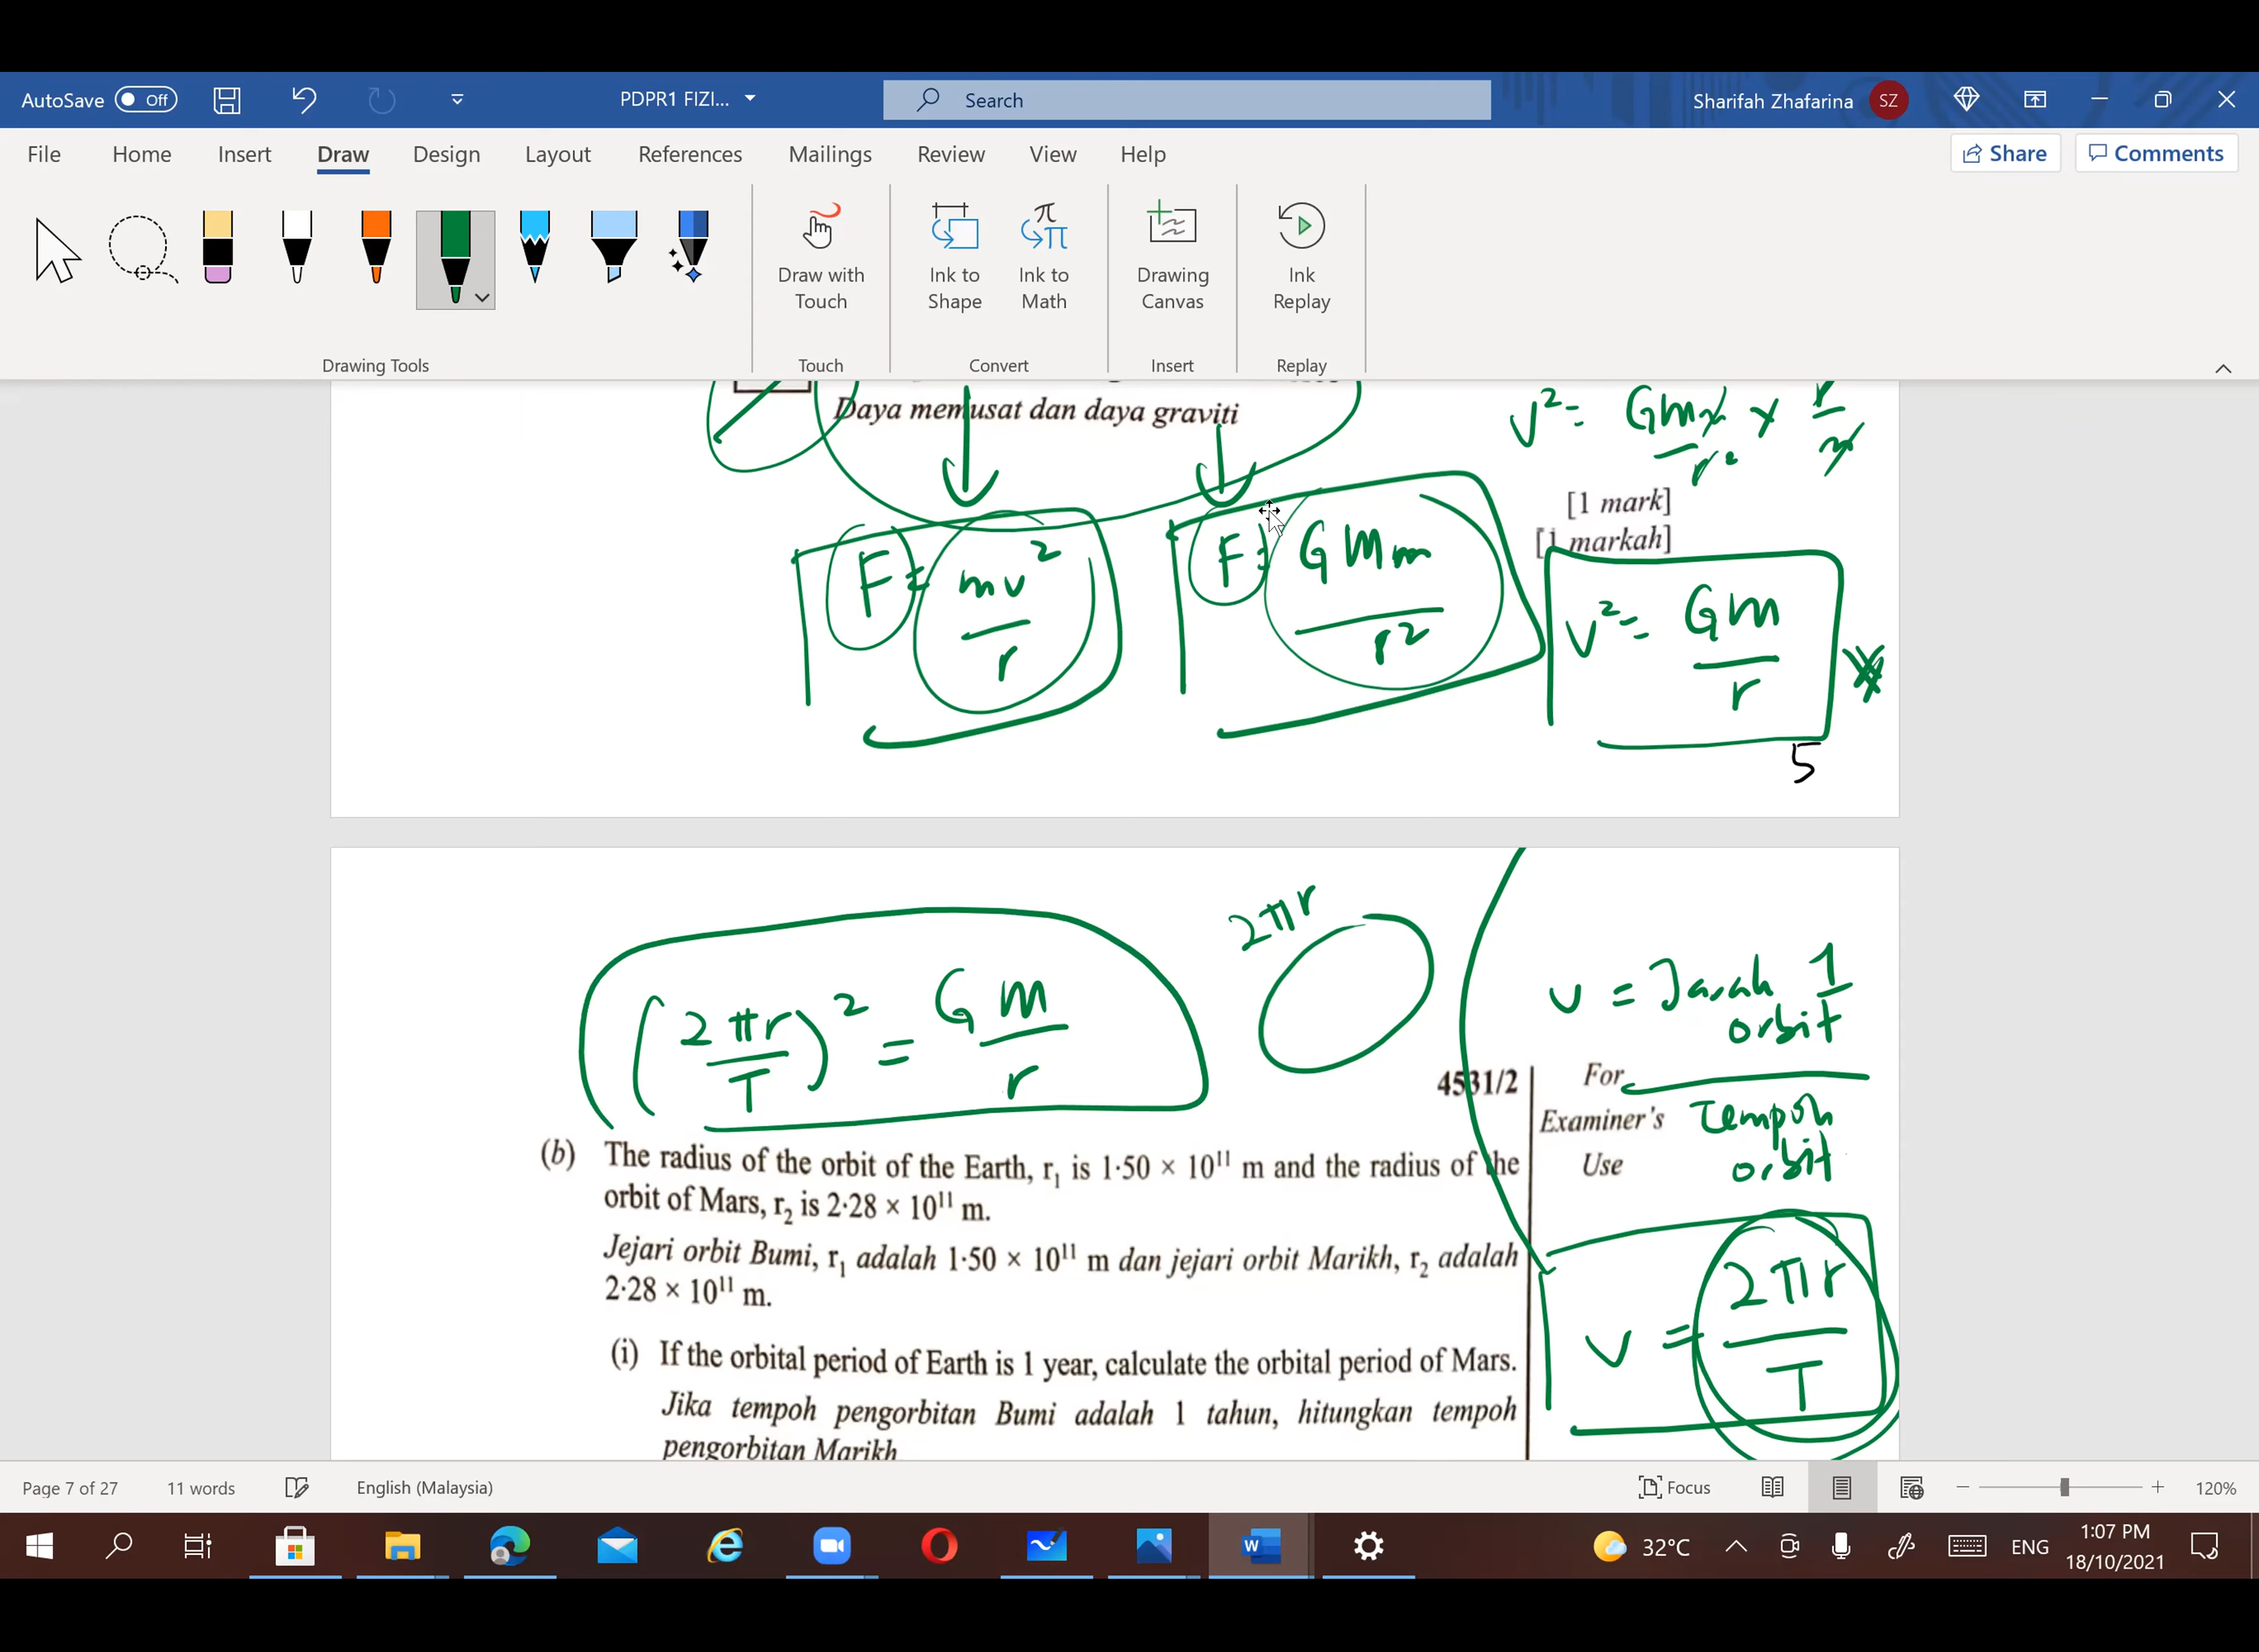 AutoSave Off PDPR1 FIZI... Search Sharifah Zhafarina SZ
File Home Insert Draw Design Layout References Mailings Review View Help Share Comments
Draw with Touch
Ink to Shape
Ink to Math
Drawing Canvas
Ink Replay
Drawing Tools Touch Convert Insert Replay
Daya memusat dan daya graviti
v² = GMm/r² × r/m
[1 mark]
[1 markah]
F = mv²/r
F = GMm/r²
v² = Gm/r
5
2πr
(2πr/T)² = Gm/r
v = Jarak 1 orbit
Tempoh orbit
4531/2
For
Examiner's
Use
v = 2πr/T
(b) The radius of the orbit of the Earth, r₁ is 1·50 × 10¹¹ m and the radius of the
orbit of Mars, r₂ is 2·28 × 10¹¹ m.
Jejari orbit Bumi, r₁ adalah 1·50 × 10¹¹ m dan jejari orbit Marikh, r₂ adalah
2·28 × 10¹¹ m.
(i) If the orbital period of Earth is 1 year, calculate the orbital period of Mars.
Jika tempoh pengorbitan Bumi adalah 1 tahun, hitungkan tempoh
pengorbitan Marikh
Page 7 of 27 11 words English (Malaysia) Focus 120%
32°C ENG 1:07 PM
18/10/2021